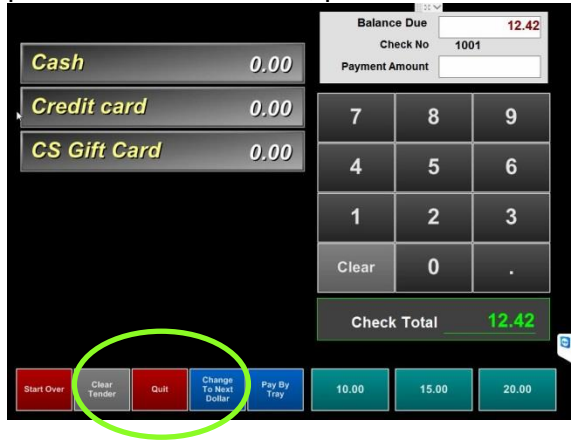 Balance Due 12.42
Check No 1001
Payment Amount
Cash 0.00
Credit card 0.00
CS Gift Card 0.00
7 8 9
4 5 6
1 2 3
Clear 0 .
Check Total 12.42
Start Over
Clear
Tender
Quit
Change
To Next
Dollar
Pay By
Tray
10.00 15.00 20.00